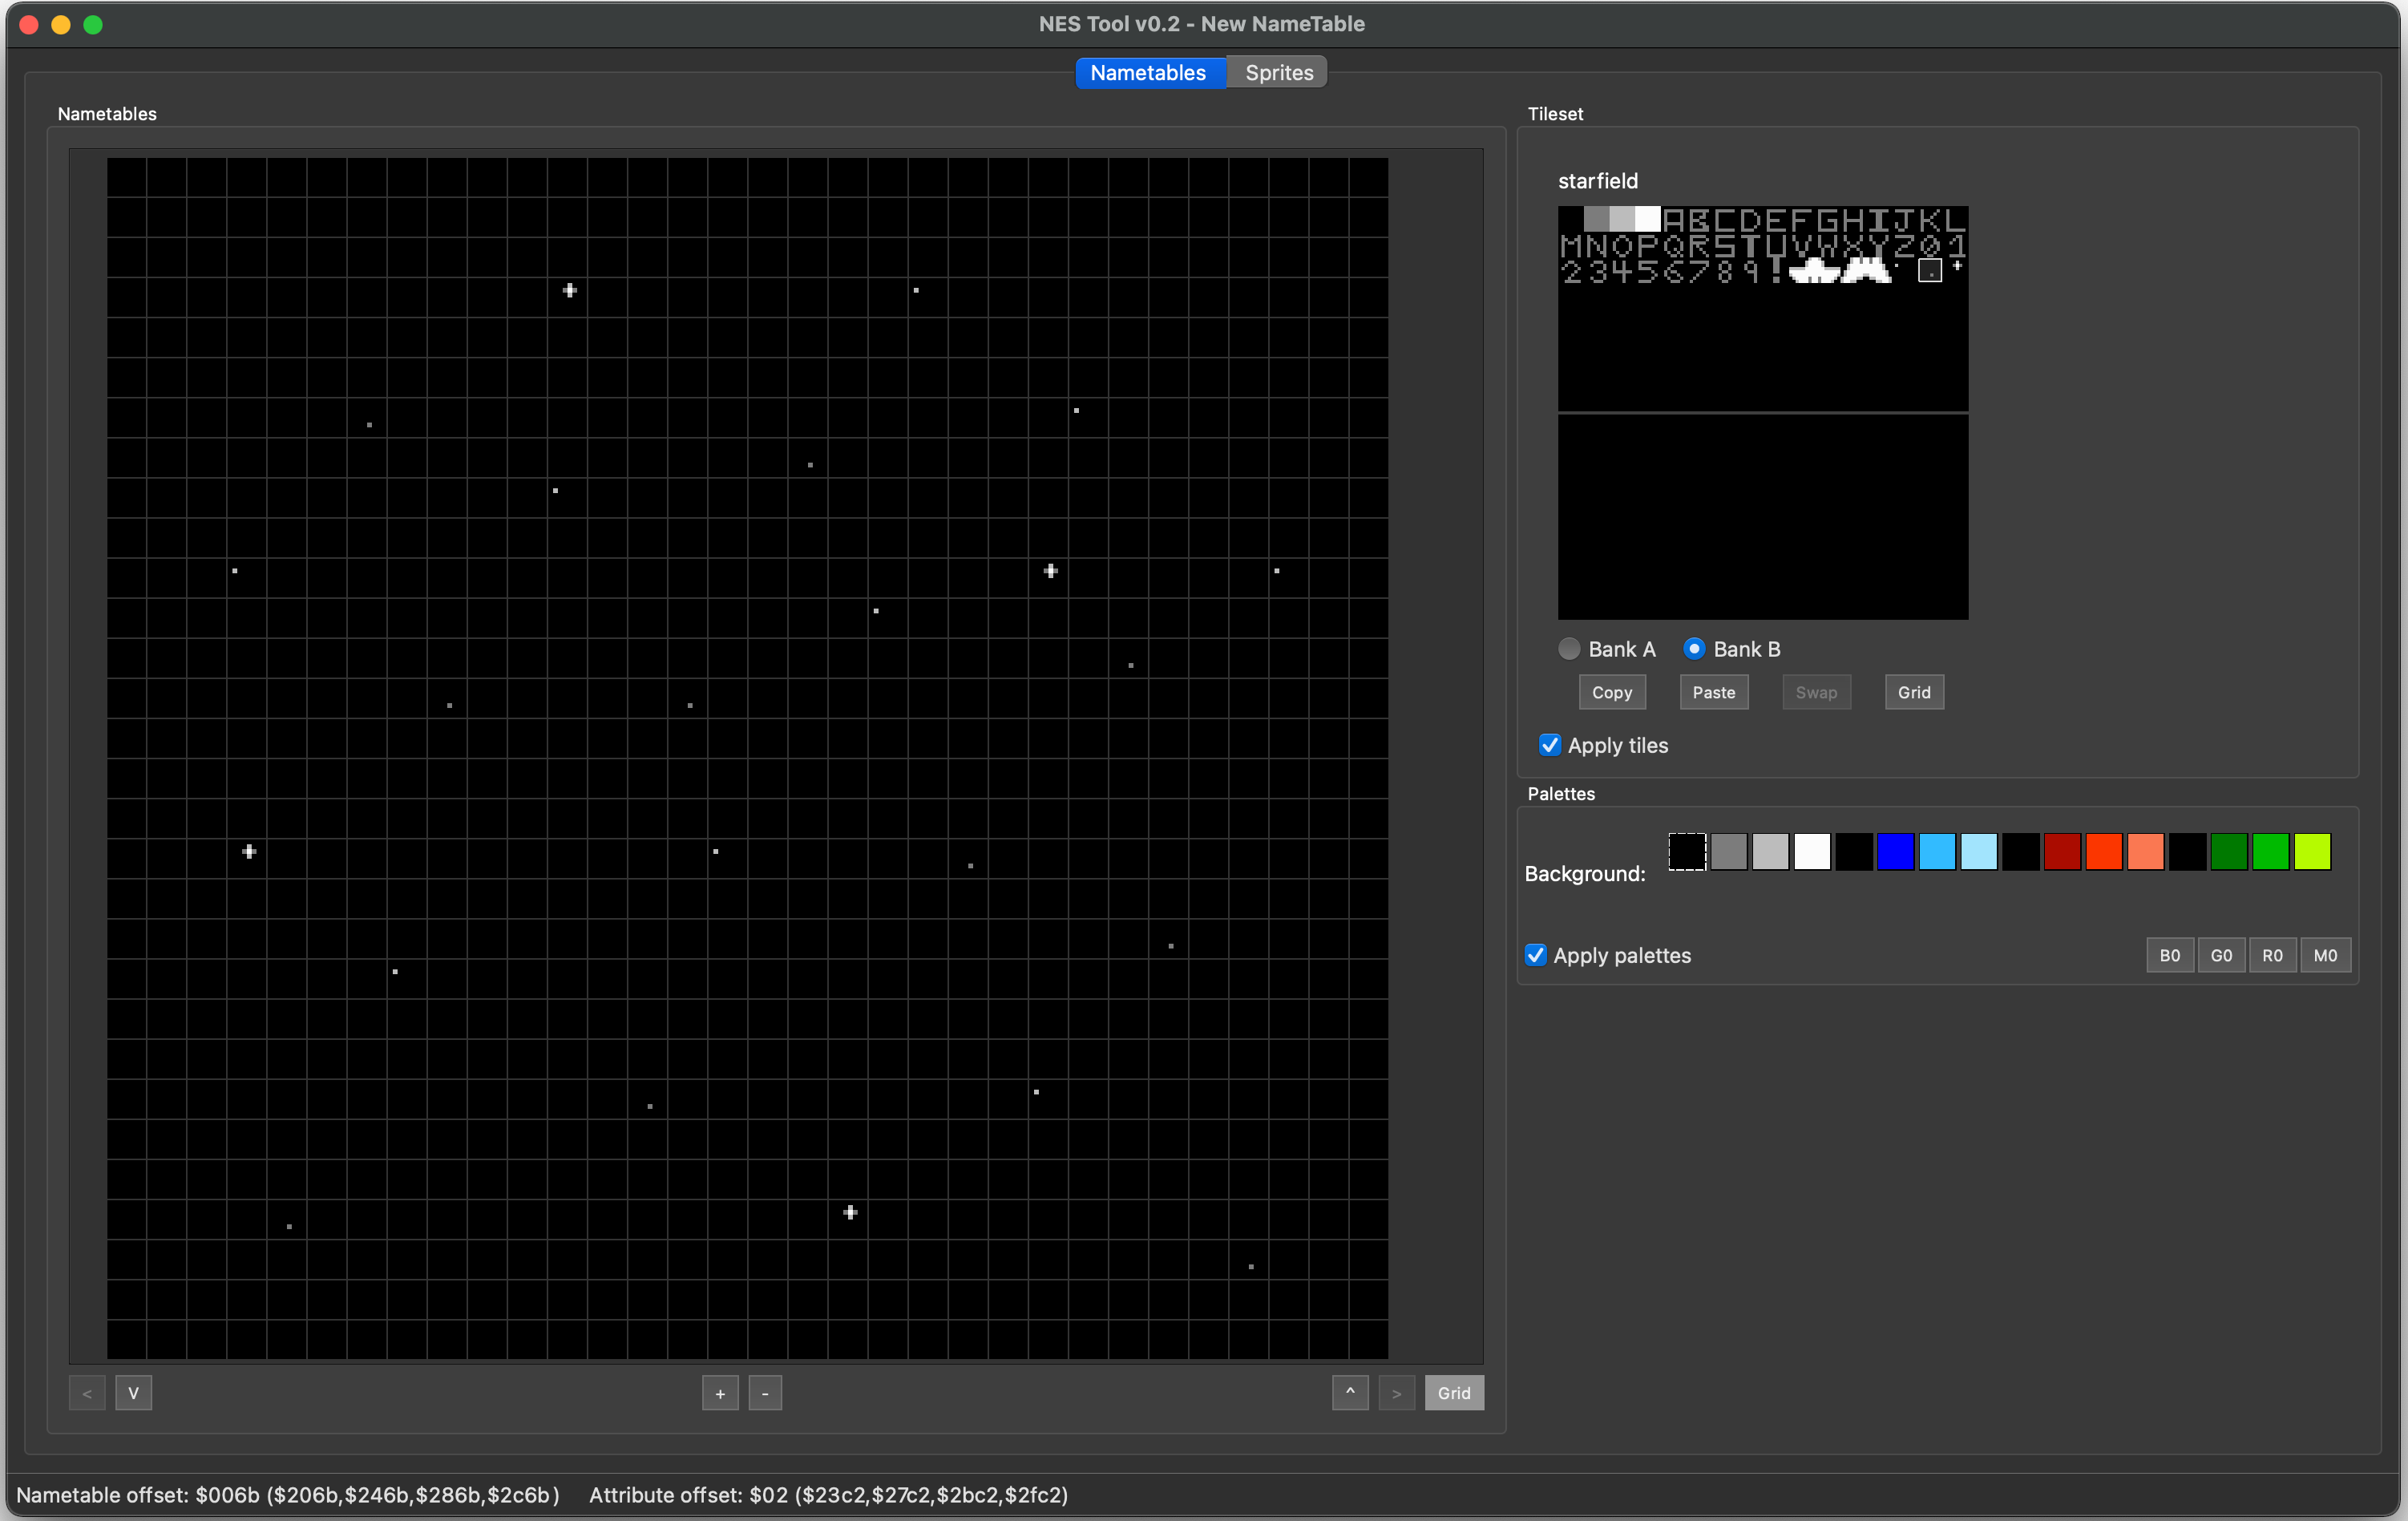 NES Tool v0.2 - New NameTable
Nametables Sprites
Nametables
Tileset
starfield
ABCDEFGHIJKL
MNOPQRSTUVWXYZ01
23456789!
Bank A Bank B
Copy Paste Swap Grid
Apply tiles
Palettes
Background:
Apply palettes B0 G0 R0 M0
< V + - ^ > Grid
Nametable offset: $006b ($206b,$246b,$286b,$2c6b) Attribute offset: $02 ($23c2,$27c2,$2bc2,$2fc2)